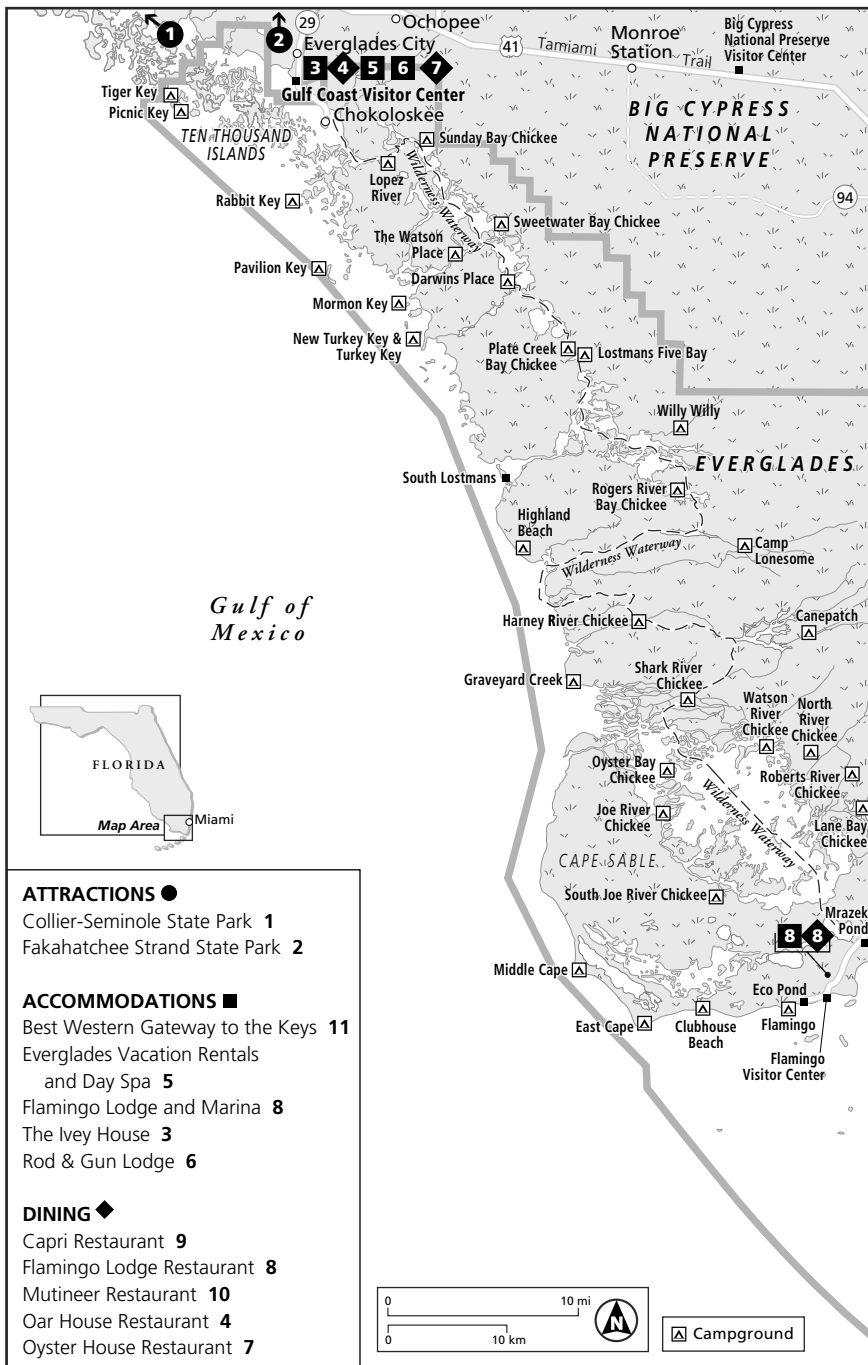 1
2
29
Ochopee
Everglades City
41
Tamiami
Trail
Monroe
Station
Big Cypress
National Preserve
Visitor Center
3 4 5 6 7
Gulf Coast Visitor Center
Chokoloskee
Tiger Key
Picnic Key
TEN THOUSAND
ISLANDS
BIG CYPRESS
NATIONAL
PRESERVE
Sunday Bay Chickee
Lopez
River
Wilderness Waterway
94
Rabbit Key
Sweetwater Bay Chickee
The Watson
Place
Pavilion Key
Darwins Place
Mormon Key
New Turkey Key &
Turkey Key
Plate Creek
Bay Chickee
Lostmans Five Bay
Willy Willy
EVERGLADES
South Lostmans
Rogers River
Bay Chickee
Highland
Beach
Camp
Lonesome
Wilderness Waterway
Gulf of
Mexico
Harney River Chickee
Canepatch
Graveyard Creek
Shark River
Chickee
Watson
River
Chickee
North
River
Chickee
Oyster Bay
Chickee
Roberts River
Chickee
Joe River
Chickee
Wilderness Waterway
Lane Bay
Chickee
CAPE SABLE
South Joe River Chickee
Mrazek
Pond
8 8
Middle Cape
Eco Pond
East Cape
Clubhouse
Beach
Flamingo
Flamingo
Visitor Center
FLORIDA
Map Area
Miami
ATTRACTIONS
Collier-Seminole State Park 1
Fakahatchee Strand State Park 2
ACCOMMODATIONS
Best Western Gateway to the Keys 11
Everglades Vacation Rentals
and Day Spa 5
Flamingo Lodge and Marina 8
The Ivey House 3
Rod & Gun Lodge 6
DINING
Capri Restaurant 9
Flamingo Lodge Restaurant 8
Mutineer Restaurant 10
Oar House Restaurant 4
Oyster House Restaurant 7
0 10 mi
0 10 km
N
Campground